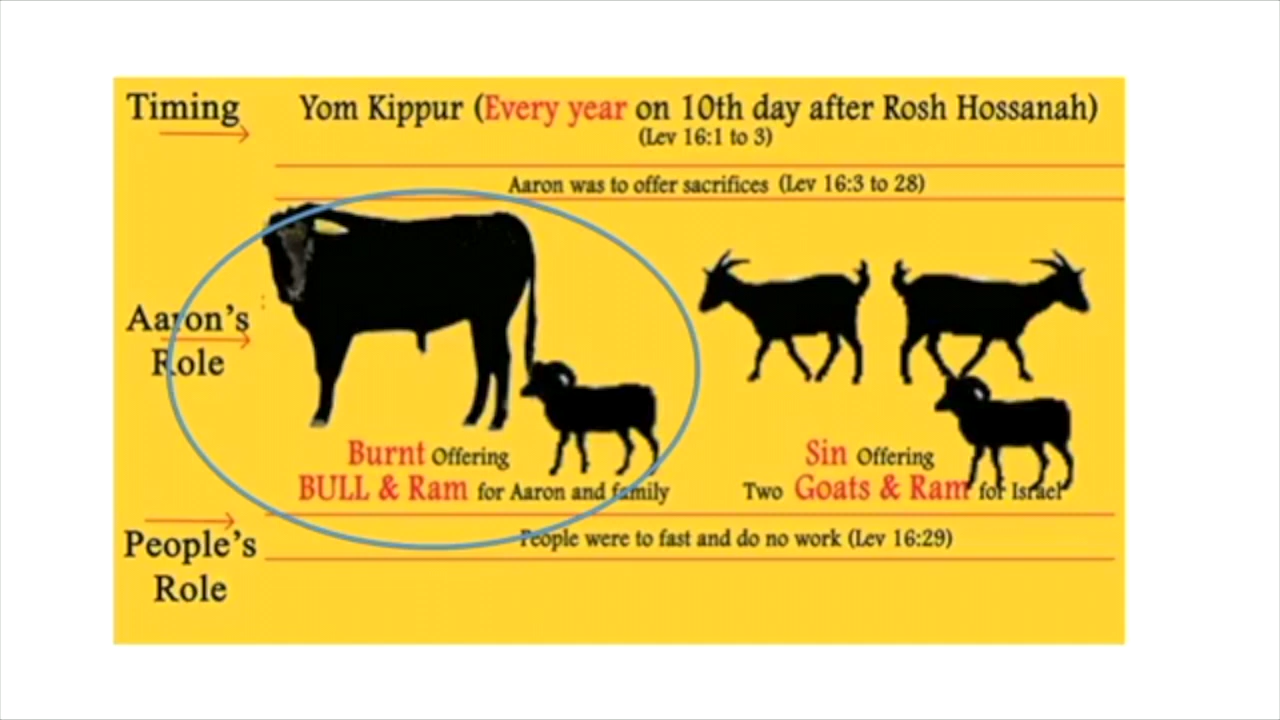 Timing
Yom Kippur (Every year on 10th day after Rosh Hossanah)
(Lev 16:1 to 3)
Aaron was to offer sacrifices (Lev 16:3 to 28)
Aaron's
Role
Burnt Offering
BULL & Ram for Aaron and family
Sin Offering
Two Goats & Ram for Israel
People's
Role
People were to fast and do no work (Lev 16:29)